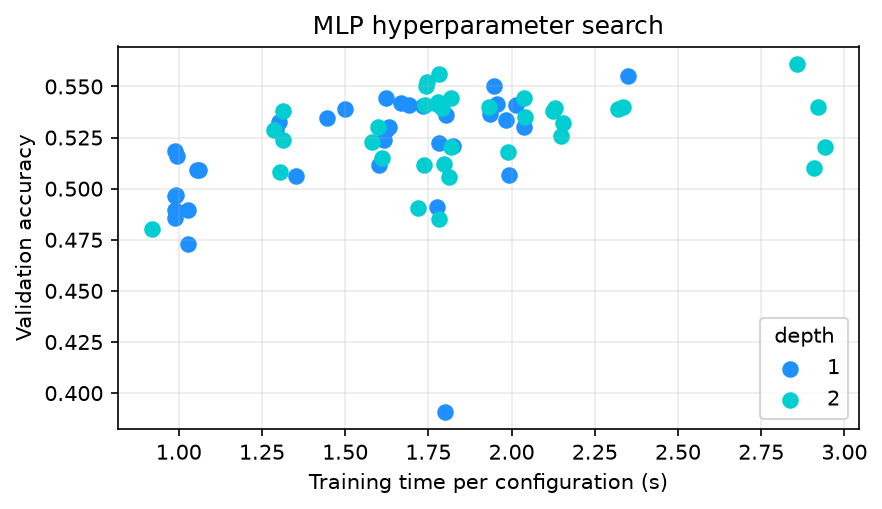 MLP hyperparameter search
Validation accuracy
0.550
0.525
0.500
0.475
0.450
0.425
0.400
depth
1
2
1.00 1.25 1.50 1.75 2.00 2.25 2.50 2.75 3.00
Training time per configuration (s)